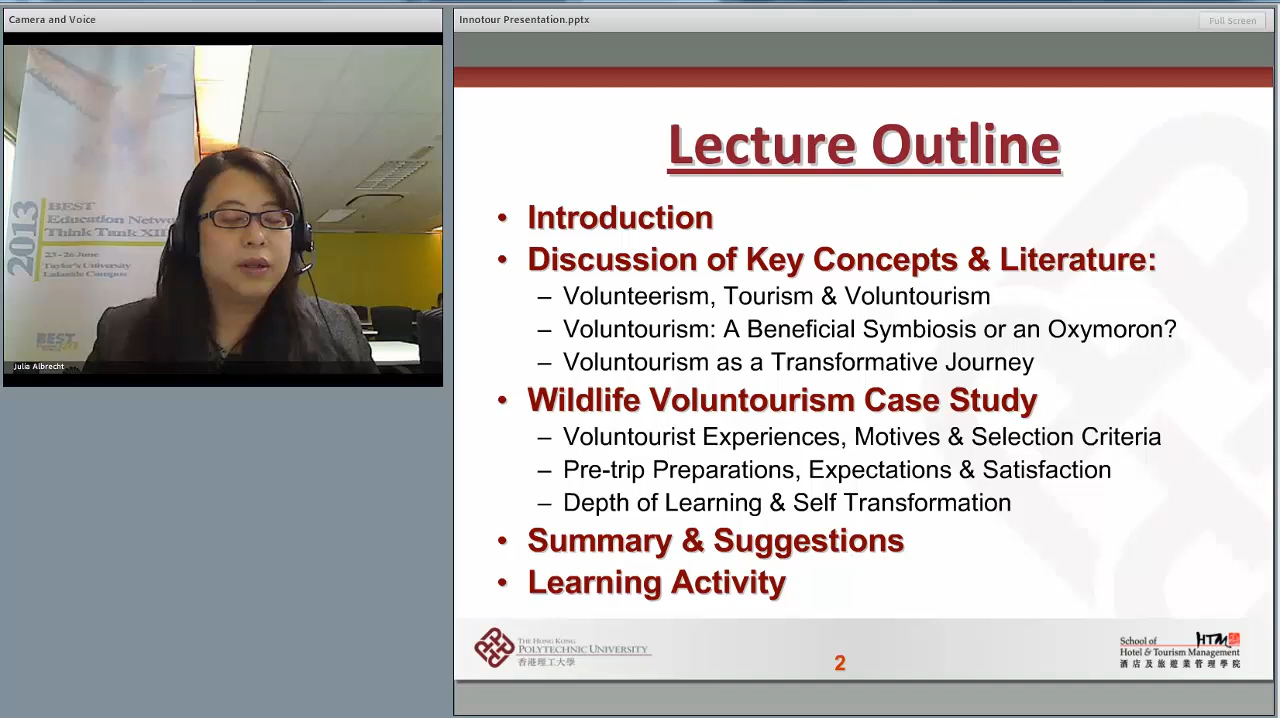 Camera and Voice
Innotour Presentation.pptx
Full Screen
2013
BEST
Education Netwo
Think Tank XIII
23 - 26 June
Taylor's University
Lakeside Campus
BEST
Julia Albrecht
Lecture Outline
• Introduction
• Discussion of Key Concepts & Literature:
– Volunteerism, Tourism & Voluntourism
– Voluntourism: A Beneficial Symbiosis or an Oxymoron?
– Voluntourism as a Transformative Journey
• Wildlife Voluntourism Case Study
– Voluntourist Experiences, Motives & Selection Criteria
– Pre-trip Preparations, Expectations & Satisfaction
– Depth of Learning & Self Transformation
• Summary & Suggestions
• Learning Activity
THE HONG KONG
POLYTECHNIC UNIVERSITY
香港理工大學
2
School of HTM
Hotel & Tourism Management
酒店及旅遊業管理學院